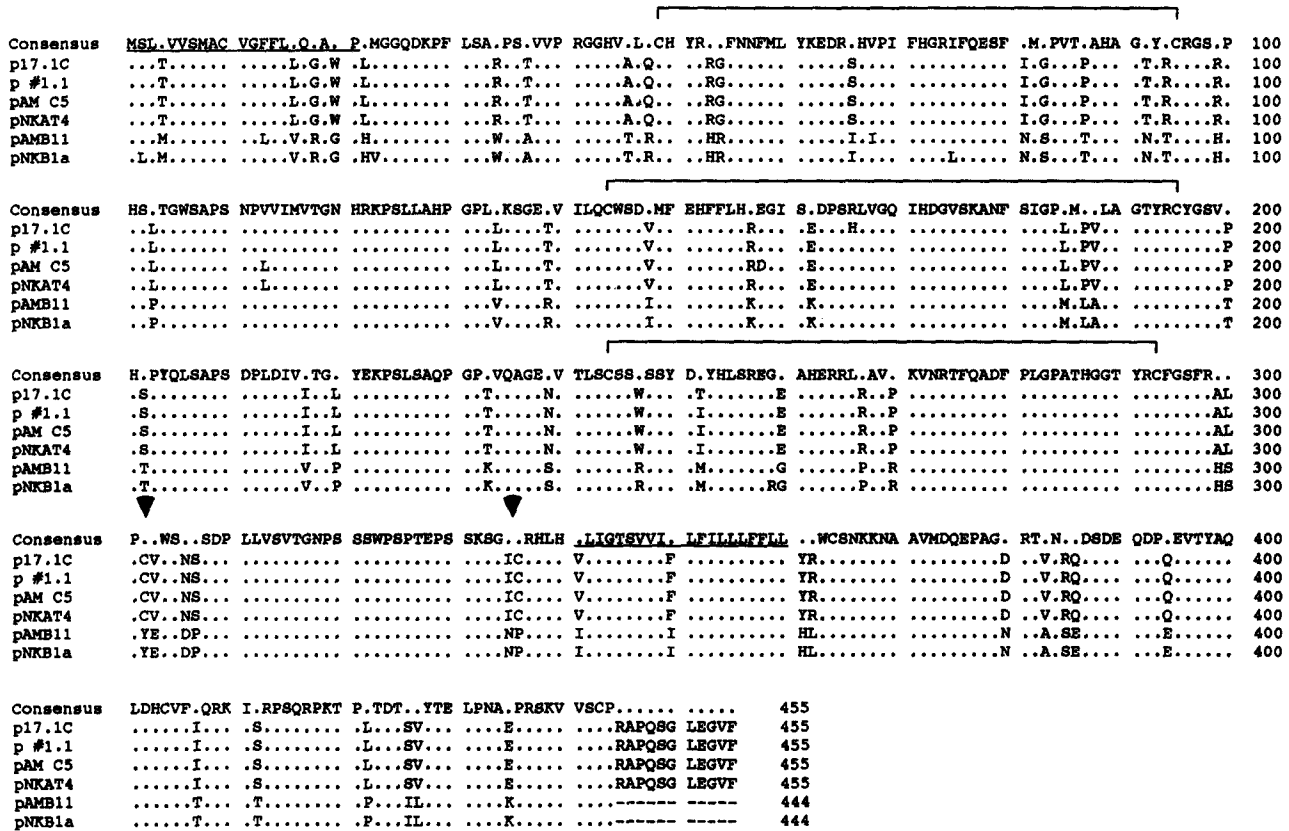 Consensus MSL.VVSMAC VGFFL.Q.A. P.MGGQDKPF LSA.PS.VVP RGGHV.L.CH YR..FNNFML YKEDR.HVPI FHGRIFQESF .M.PVT.AHA G.Y.CRGS.P 100
p17.1C ...T...... .....L.G.W .L........ ...R..T... .....A.Q.. ..RG...... .....S.... .......... I.G...P... .T.R....R. 100
p #1.1 ...T...... .....L.G.W .L........ ...R..T... .....A.Q.. ..RG...... .....S.... .......... I.G...P... .T.R....R. 100
pAM C5 ...T...... .....L.G.W .L........ ...R..T... .....A.Q.. ..RG...... .....S.... .......... I.G...P... .T.R....R. 100
pNKAT4 ...T...... .....L.G.W .L........ ...R..T... .....A.Q.. ..RG...... .....S.... .......... I.G...P... .T.R....R. 100
pAMB11 ...M...... ..L..V.R.G .H........ ...W..A... .....T.R.. ..HR...... .....I.I.. .......... N.S...T... .N.T....H. 100
pNKB1a .L.M...... .....V.R.G .HV....... ...W..A... .....T.R.. ..HR...... .....I.... .....L.... N.S...T... .N.T....H. 100
Consensus HS.TGWSAPS NPVVIMVTGN HRKPSLLAHP GPL.KSGE.V ILQCWSD.MF EHFFLH.EGI S.DPSRLVGQ IHDGVSKANF SIGP.M..LA GTYRCYGSV. 200
p17.1C ..L....... .......... .......... ...L....T. .......V.. ......R... .E....H... .......... ....L.PV.. .........P 200
p #1.1 ..L....... .......... .......... ...L....T. .......V.. ......R... .E........ .......... ....L.PV.. .........P 200
pAM C5 ..L....... ..L....... .......... ...L....T. .......V.. ......RD.. .E........ .......... ....L.PV.. .........P 200
pNKAT4 ..L....... ..L....... .......... ...L....T. .......V.. ......R... .E........ .......... ....L.PV.. .........P 200
pAMB11 ..P....... .......... .......... ...V....R. .......I.. ......K... .K........ .......... ....M.LA.. .........T 200
pNKB1a ..P....... .......... .......... ...V....R. .......I.. ......K... .K........ .......... ....M.LA.. .........T 200
Consensus H.PYQLSAPS DPLDIV.TG. YEKPSLSAQP GP.VQAGE.V TLSCSS.SSY D.YHLSREG. AHERRL.AV. KVNRTFQADF PLGPATHGGT YRCFGSFR.. 300
p17.1C .S........ ......I..L .......... ..T.....N. ......W... .T.......E ......R..P .......... .......... ........AL 300
p #1.1 .S........ ......I..L .......... ..T.....N. ......W... .I.......E ......R..P .......... .......... ........AL 300
pAM C5 .S........ ......I..L .......... ..T.....N. ......W... .I.......E ......R..P .......... .......... ........AL 300
pNKAT4 .S........ ......I..L .......... ..T.....N. ......W... .I.......E ......R..P .......... .......... ........AL 300
pAMB11 .T........ ......V..P .......... ..K.....S. ......R... .M.......G ......P..R .......... .......... ........HS 300
pNKB1a .T........ ......V..P .......... ..K.....S. ......R... .M......RG ......P..R .......... .......... ........HS 300
Consensus P..WS..SDP LLVSVTGNPS SSWPSPTEPS SKSG..RHLH .LIGTSVVI. LFILLLFFLL ..WCSNKKNA AVMDQEPAG. RT.N..DSDE QDP.EVTYAQ 400
p17.1C .CV..NS... .......... .......... ....IC.... V........F .......... YR........ .........D ..V.RQ.... ...Q...... 400
p #1.1 .CV..NS... .......... .......... ....IC.... V........F .......... YR........ .........D ..V.RQ.... ...Q...... 400
pAM C5 .CV..NS... .......... .......... ....IC.... V........F .......... YR........ .........D ..V.RQ.... ...Q...... 400
pNKAT4 .CV..NS... .......... .......... ....IC.... V........F .......... YR........ .........D ..V.RQ.... ...Q...... 400
pAMB11 .YE..DP... .......... .......... ....NP.... I........I .......... HL........ .........N ..A.SE.... ...E...... 400
pNKB1a .YE..DP... .......... .......... ....NP.... I........I .......... HL........ .........N ..A.SE.... ...E...... 400
Consensus LDHCVF.QRK I.RPSQRPKT P.TDT..YTE LPNA.PRSKV VSCP...... ..... 455
p17.1C ......I... .S........ .L...SV... ....E..... ....RAPQSG LEGVF 455
p #1.1 ......I... .S........ .L...SV... ....E..... ....RAPQSG LEGVF 455
pAM C5 ......I... .S........ .L...SV... ....E..... ....RAPQSG LEGVF 455
pNKAT4 ......I... .S........ .L...SV... ....E..... ....RAPQSG LEGVF 455
pAMB11 ......T... .T........ .P...IL... ....K..... ....------ ----- 444
pNKB1a ......T... .T........ .P...IL... ....K..... ....------ ----- 444